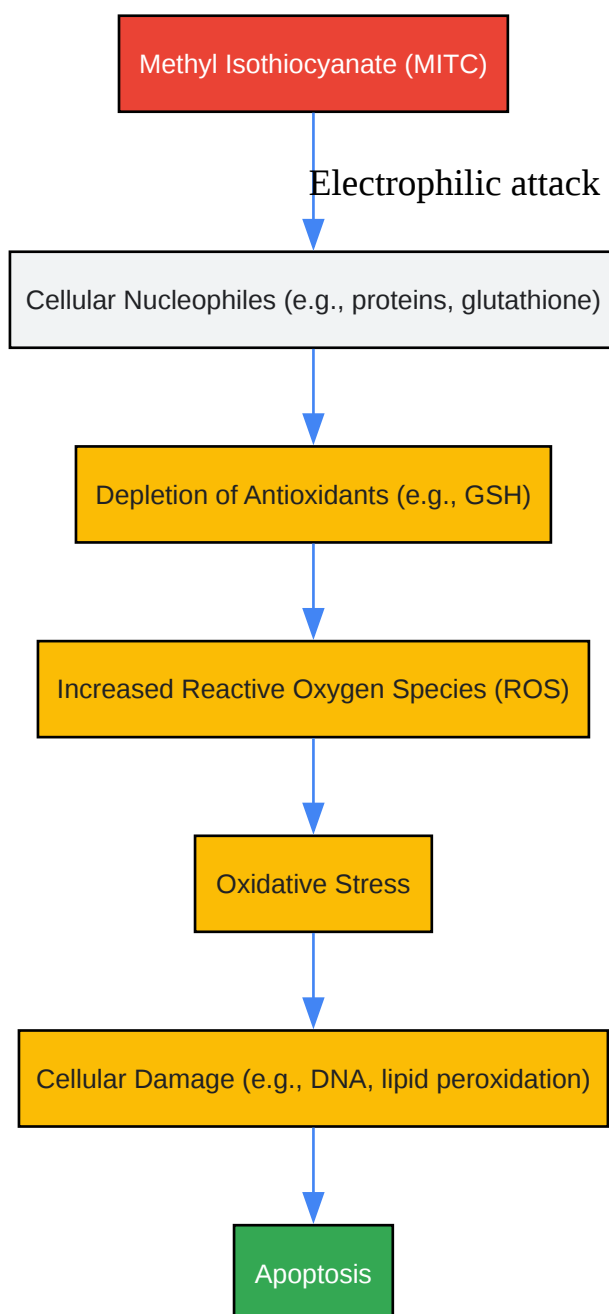 Methyl Isothiocyanate (MITC)
Electrophilic attack
Cellular Nucleophiles (e.g., proteins, glutathione)
Depletion of Antioxidants (e.g., GSH)
Increased Reactive Oxygen Species (ROS)
Oxidative Stress
Cellular Damage (e.g., DNA, lipid peroxidation)
Apoptosis